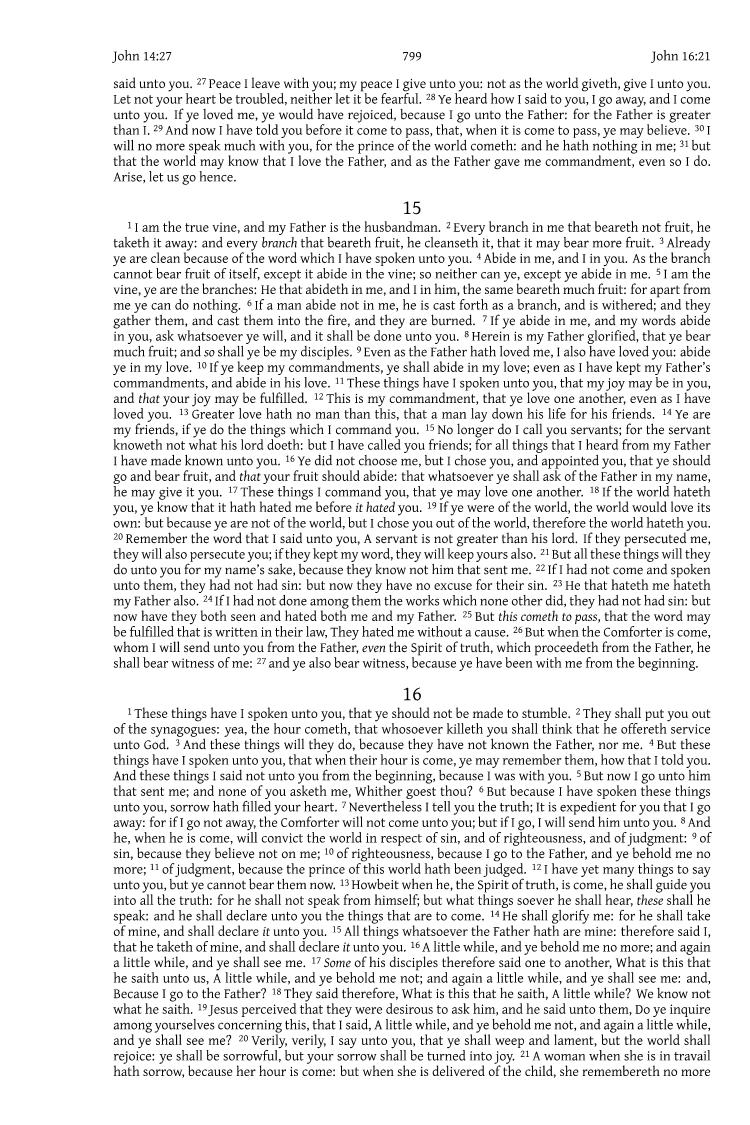 John 14:27 799 John 16:21
said unto you. 27 Peace I leave with you; my peace I give unto you: not as the world giveth, give I unto you.
Let not your heart be troubled, neither let it be fearful. 28 Ye heard how I said to you, I go away, and I come
unto you. If ye loved me, ye would have rejoiced, because I go unto the Father: for the Father is greater
than I. 29 And now I have told you before it come to pass, that, when it is come to pass, ye may believe. 30 I
will no more speak much with you, for the prince of the world cometh: and he hath nothing in me; 31 but
that the world may know that I love the Father, and as the Father gave me commandment, even so I do.
Arise, let us go hence.
15
1 I am the true vine, and my Father is the husbandman. 2 Every branch in me that beareth not fruit, he
taketh it away: and every branch that beareth fruit, he cleanseth it, that it may bear more fruit. 3 Already
ye are clean because of the word which I have spoken unto you. 4 Abide in me, and I in you. As the branch
cannot bear fruit of itself, except it abide in the vine; so neither can ye, except ye abide in me. 5 I am the
vine, ye are the branches: He that abideth in me, and I in him, the same beareth much fruit: for apart from
me ye can do nothing. 6 If a man abide not in me, he is cast forth as a branch, and is withered; and they
gather them, and cast them into the fire, and they are burned. 7 If ye abide in me, and my words abide
in you, ask whatsoever ye will, and it shall be done unto you. 8 Herein is my Father glorified, that ye bear
much fruit; and so shall ye be my disciples. 9 Even as the Father hath loved me, I also have loved you: abide
ye in my love. 10 If ye keep my commandments, ye shall abide in my love; even as I have kept my Father's
commandments, and abide in his love. 11 These things have I spoken unto you, that my joy may be in you,
and that your joy may be fulfilled. 12 This is my commandment, that ye love one another, even as I have
loved you. 13 Greater love hath no man than this, that a man lay down his life for his friends. 14 Ye are
my friends, if ye do the things which I command you. 15 No longer do I call you servants; for the servant
knoweth not what his lord doeth: but I have called you friends; for all things that I heard from my Father
I have made known unto you. 16 Ye did not choose me, but I chose you, and appointed you, that ye should
go and bear fruit, and that your fruit should abide: that whatsoever ye shall ask of the Father in my name,
he may give it you. 17 These things I command you, that ye may love one another. 18 If the world hateth
you, ye know that it hath hated me before it hated you. 19 If ye were of the world, the world would love its
own: but because ye are not of the world, but I chose you out of the world, therefore the world hateth you.
20 Remember the word that I said unto you, A servant is not greater than his lord. If they persecuted me,
they will also persecute you; if they kept my word, they will keep yours also. 21 But all these things will they
do unto you for my name's sake, because they know not him that sent me. 22 If I had not come and spoken
unto them, they had not had sin: but now they have no excuse for their sin. 23 He that hateth me hateth
my Father also. 24 If I had not done among them the works which none other did, they had not had sin: but
now have they both seen and hated both me and my Father. 25 But this cometh to pass, that the word may
be fulfilled that is written in their law, They hated me without a cause. 26 But when the Comforter is come,
whom I will send unto you from the Father, even the Spirit of truth, which proceedeth from the Father, he
shall bear witness of me: 27 and ye also bear witness, because ye have been with me from the beginning.
16
1 These things have I spoken unto you, that ye should not be made to stumble. 2 They shall put you out
of the synagogues: yea, the hour cometh, that whosoever killeth you shall think that he offereth service
unto God. 3 And these things will they do, because they have not known the Father, nor me. 4 But these
things have I spoken unto you, that when their hour is come, ye may remember them, how that I told you.
And these things I said not unto you from the beginning, because I was with you. 5 But now I go unto him
that sent me; and none of you asketh me, Whither goest thou? 6 But because I have spoken these things
unto you, sorrow hath filled your heart. 7 Nevertheless I tell you the truth; It is expedient for you that I go
away: for if I go not away, the Comforter will not come unto you; but if I go, I will send him unto you. 8 And
he, when he is come, will convict the world in respect of sin, and of righteousness, and of judgment: 9 of
sin, because they believe not on me; 10 of righteousness, because I go to the Father, and ye behold me no
more; 11 of judgment, because the prince of this world hath been judged. 12 I have yet many things to say
unto you, but ye cannot bear them now. 13 Howbeit when he, the Spirit of truth, is come, he shall guide you
into all the truth: for he shall not speak from himself; but what things soever he shall hear, these shall he
speak: and he shall declare unto you the things that are to come. 14 He shall glorify me: for he shall take
of mine, and shall declare it unto you. 15 All things whatsoever the Father hath are mine: therefore said I,
that he taketh of mine, and shall declare it unto you. 16 A little while, and ye behold me no more; and again
a little while, and ye shall see me. 17 Some of his disciples therefore said one to another, What is this that
he saith unto us, A little while, and ye behold me not; and again a little while, and ye shall see me: and,
Because I go to the Father? 18 They said therefore, What is this that he saith, A little while? We know not
what he saith. 19 Jesus perceived that they were desirous to ask him, and he said unto them, Do ye inquire
among yourselves concerning this, that I said, A little while, and ye behold me not, and again a little while,
and ye shall see me? 20 Verily, verily, I say unto you, that ye shall weep and lament, but the world shall
rejoice: ye shall be sorrowful, but your sorrow shall be turned into joy. 21 A woman when she is in travail
hath sorrow, because her hour is come: but when she is delivered of the child, she remembereth no more